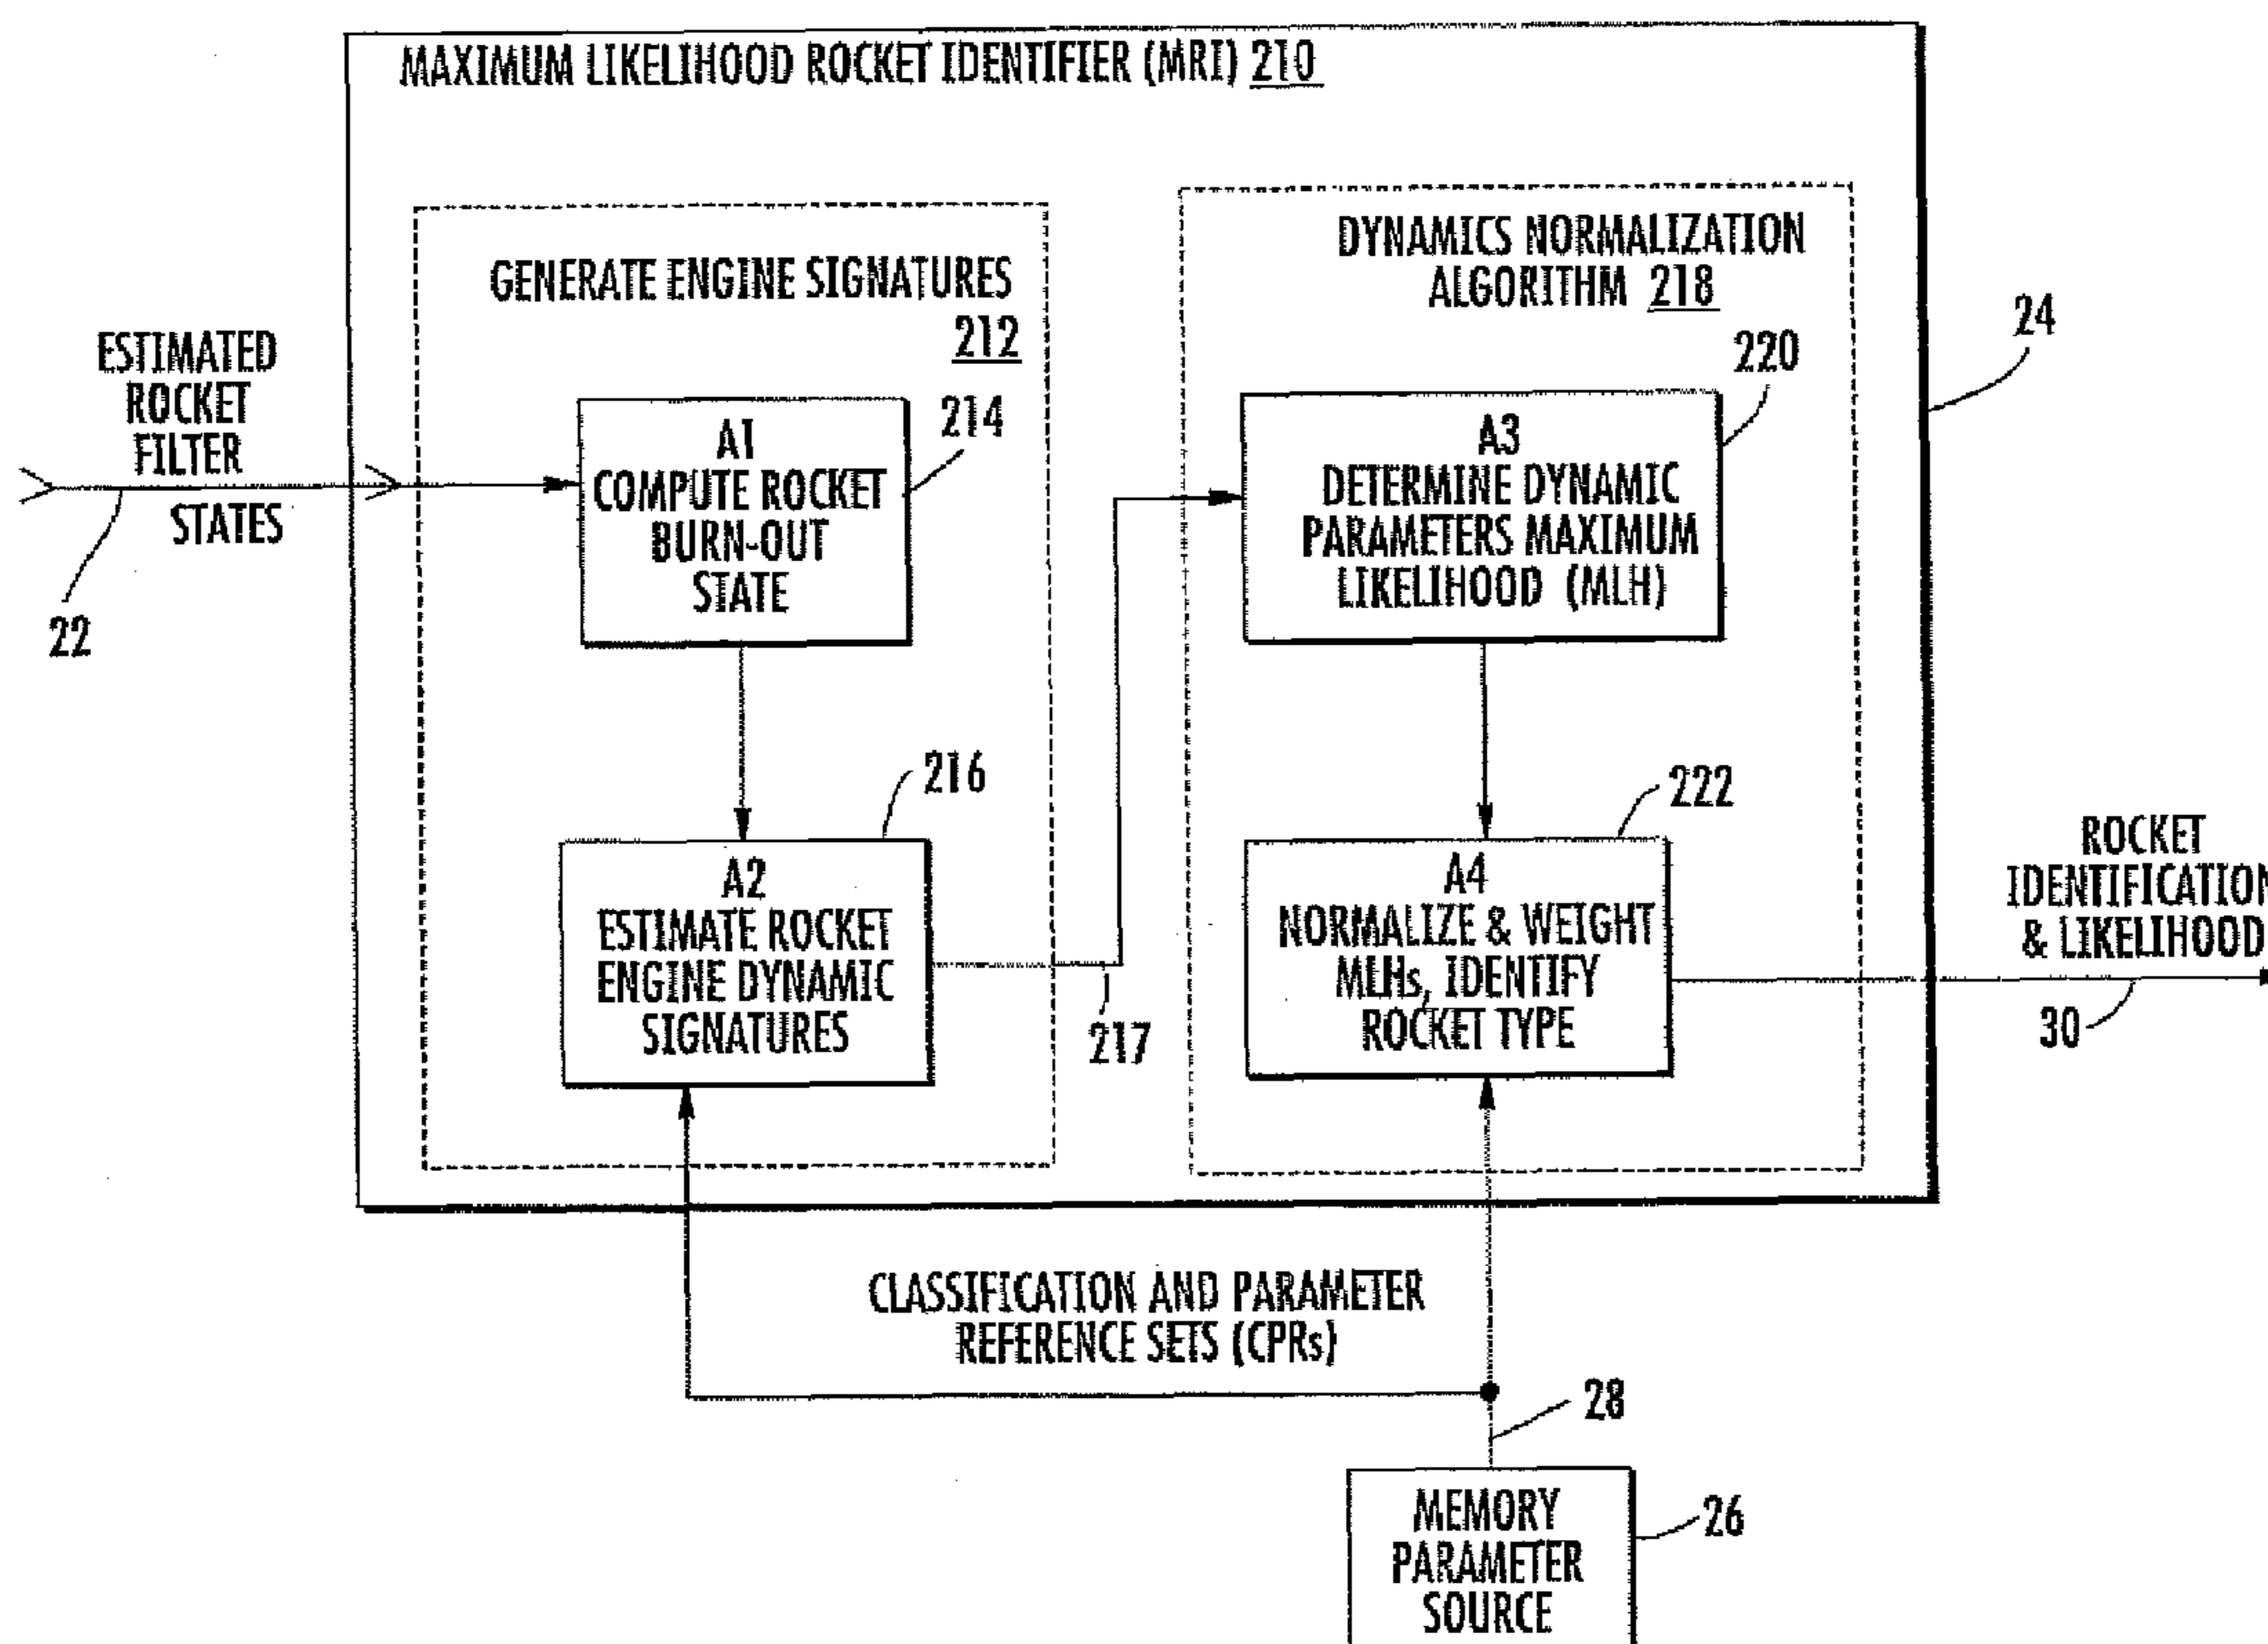 MAXIMUM LIKELIHOOD ROCKET IDENTIFIER (MRI) 210
ESTIMATED
ROCKET
FILTER
STATES
22
GENERATE ENGINE SIGNATURES
212
A1
COMPUTE ROCKET
BURN-OUT
STATE
214
A2
ESTIMATE ROCKET
ENGINE DYNAMIC
SIGNATURES
216
217
DYNAMICS NORMALIZATION
ALGORITHM 218
220
A3
DETERMINE DYNAMIC
PARAMETERS MAXIMUM
LIKELIHOOD (MLH)
222
A4
NORMALIZE & WEIGHT
MLHs, IDENTIFY
ROCKET TYPE
24
ROCKET
IDENTIFICATION
& LIKELIHOOD
30
CLASSIFICATION AND PARAMETER
REFERENCE SETS (CPRs)
28
MEMORY
PARAMETER
SOURCE
26